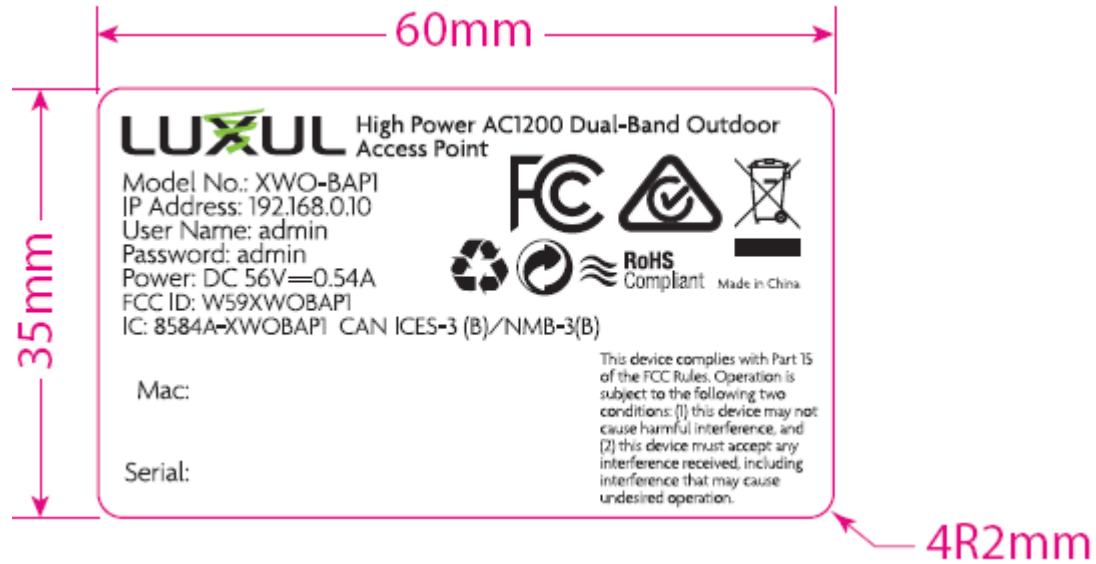 60mm
35mm
LUXUL
High Power AC1200 Dual-Band Outdoor
Access Point
Model No.: XWO-BAP1
IP Address: 192.168.0.10
User Name: admin
Password: admin
Power: DC 56V⎓0.54A
FCC ID: W59XWOBAP1
IC: 8584A-XWOBAP1 CAN ICES-3 (B)/NMB-3(B)
FC
RoHS
Compliant
Made in China
Mac:
Serial:
This device complies with Part 15
of the FCC Rules. Operation is
subject to the following two
conditions: (1) this device may not
cause harmful interference, and
(2) this device must accept any
interference received, including
interference that may cause
undesired operation.
4R2mm